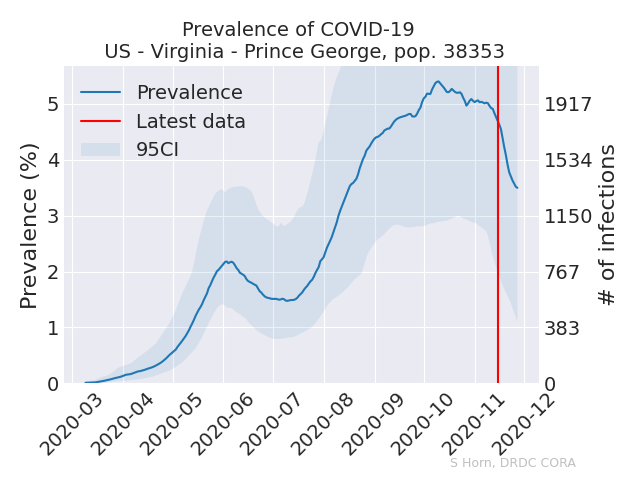 Prevalence of COVID-19
US - Virginia - Prince George, pop. 38353
Prevalence
Latest data
95CI
Prevalence (%)
5
4
3
2
1
0
1917
1534
1150
767
383
0
# of infections
2020-03
2020-04
2020-05
2020-06
2020-07
2020-08
2020-09
2020-10
2020-11
2020-12
S Horn, DRDC CORA